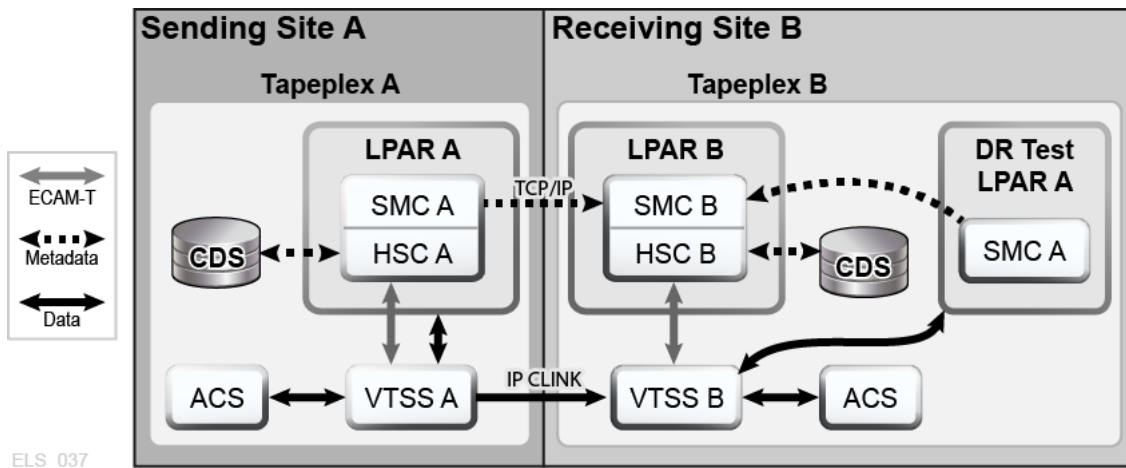 Sending Site A
Receiving Site B
Tapeplex A
Tapeplex B
ECAM-T
Metadata
Data
LPAR A
SMC A
HSC A
CDS
TCP/IP
LPAR B
SMC B
HSC B
CDS
DR Test
LPAR A
SMC A
ACS
VTSS A
IP CLINK
VTSS B
ACS
ELS 037